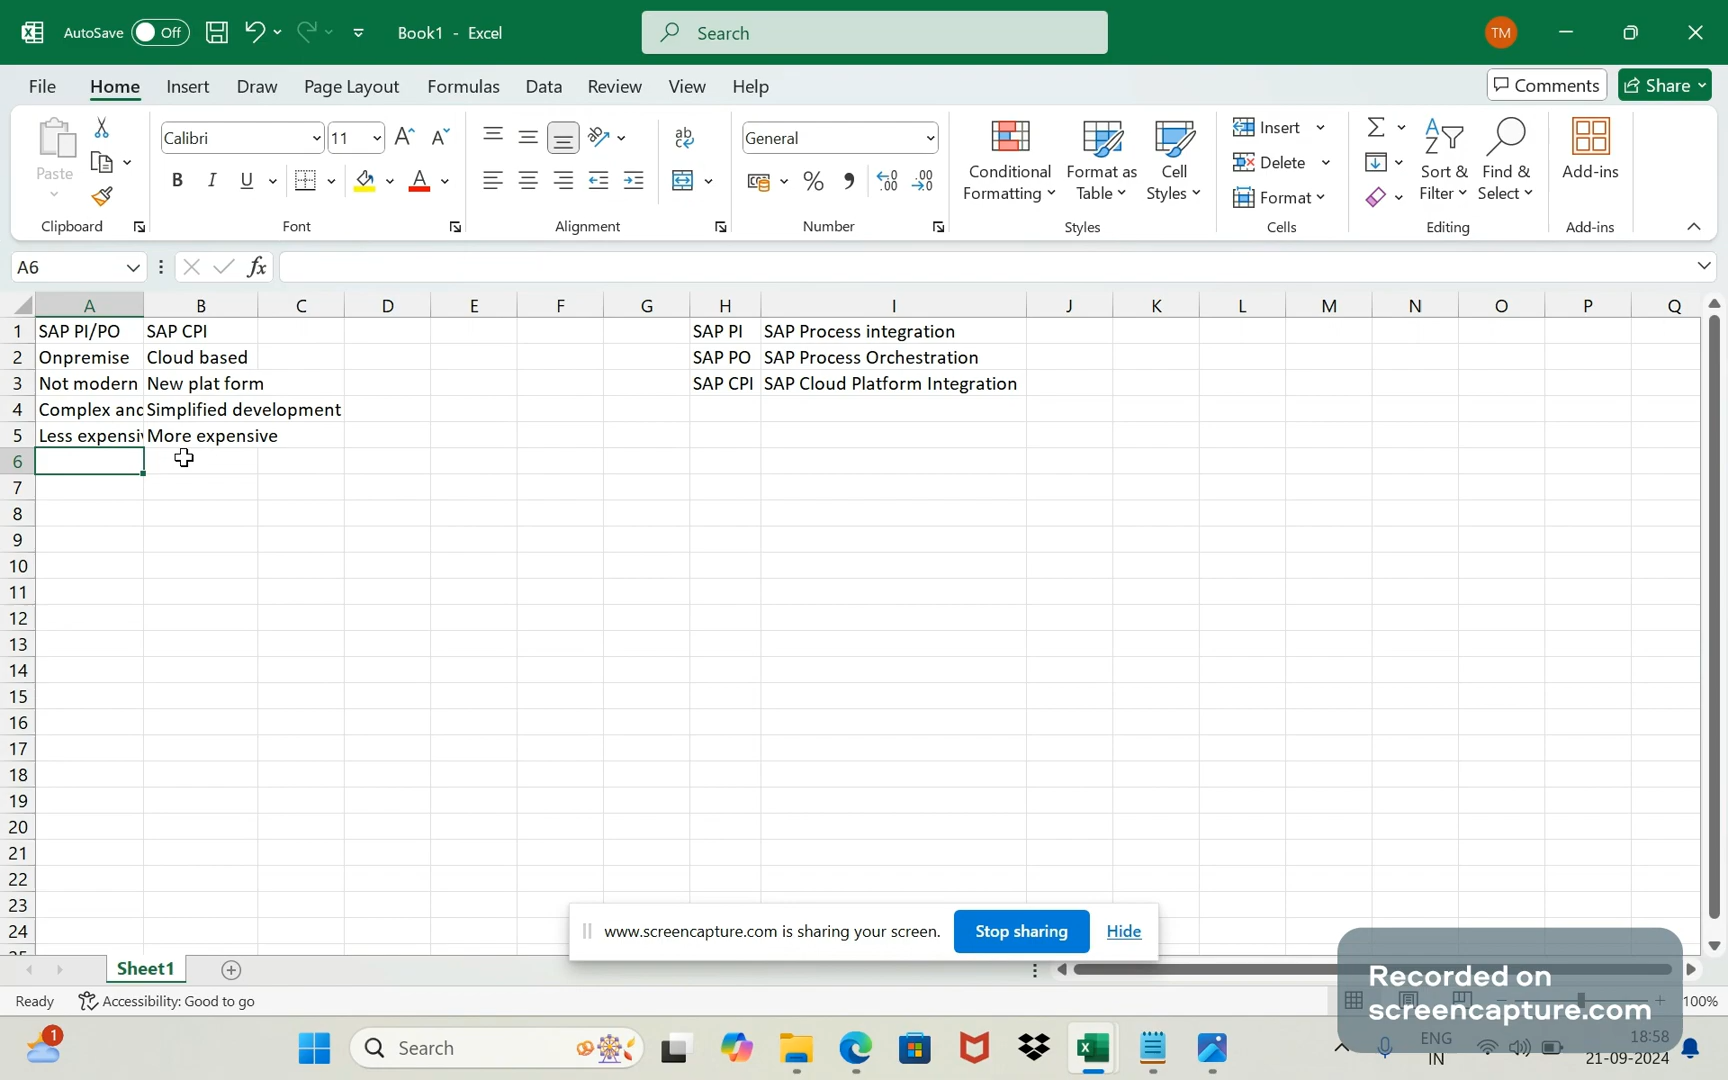 AutoSave Off Book1 - Excel Search TM
File Home Insert Draw Page Layout Formulas Data Review View Help Comments Share
Paste Calibri 11 General Conditional Formatting Format as Table Cell Styles Insert Delete Format Sort & Filter Find & Select Add-ins
Clipboard Font Alignment Number Styles Cells Editing Add-ins
A6 fx
A B C D E F G H I J K L M N O P Q
1 SAP PI/PO SAP CPI SAP PI SAP Process integration
2 Onpremise Cloud based SAP PO SAP Process Orchestration
3 Not modern New plat form SAP CPI SAP Cloud Platform Integration
4 Complex and Simplified development
5 Less expensiv More expensive
6
7
8
9
10
11
12
13
14
15
16
17
18
19
20
21
22
23
24
www.screencapture.com is sharing your screen. Stop sharing Hide
Sheet1
Ready Accessibility: Good to go 100%
Recorded on
screencapture.com
1 Search ENG IN 18:58
21-09-2024